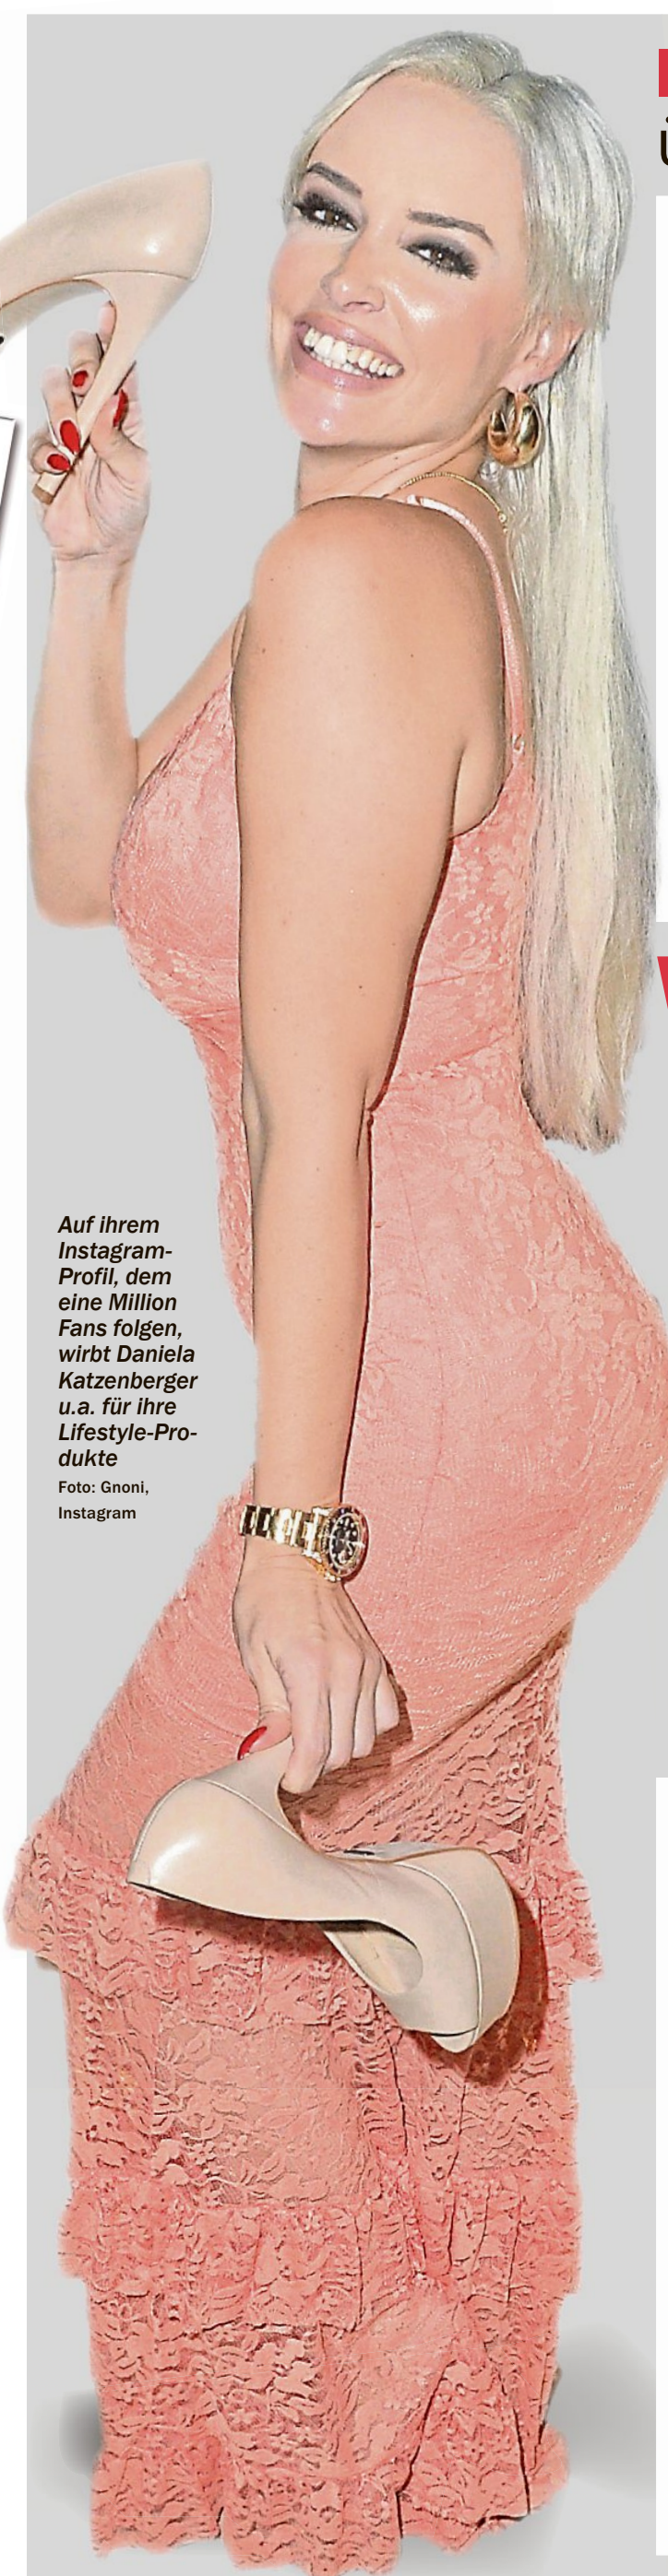 Auf ihrem
Instagram-
Profil, dem
eine Million
Fans folgen,
wirbt Daniela
Katzenberger
u.a. für ihre
Lifestyle-Pro-
dukte
Foto: Gnoni,
Instagram